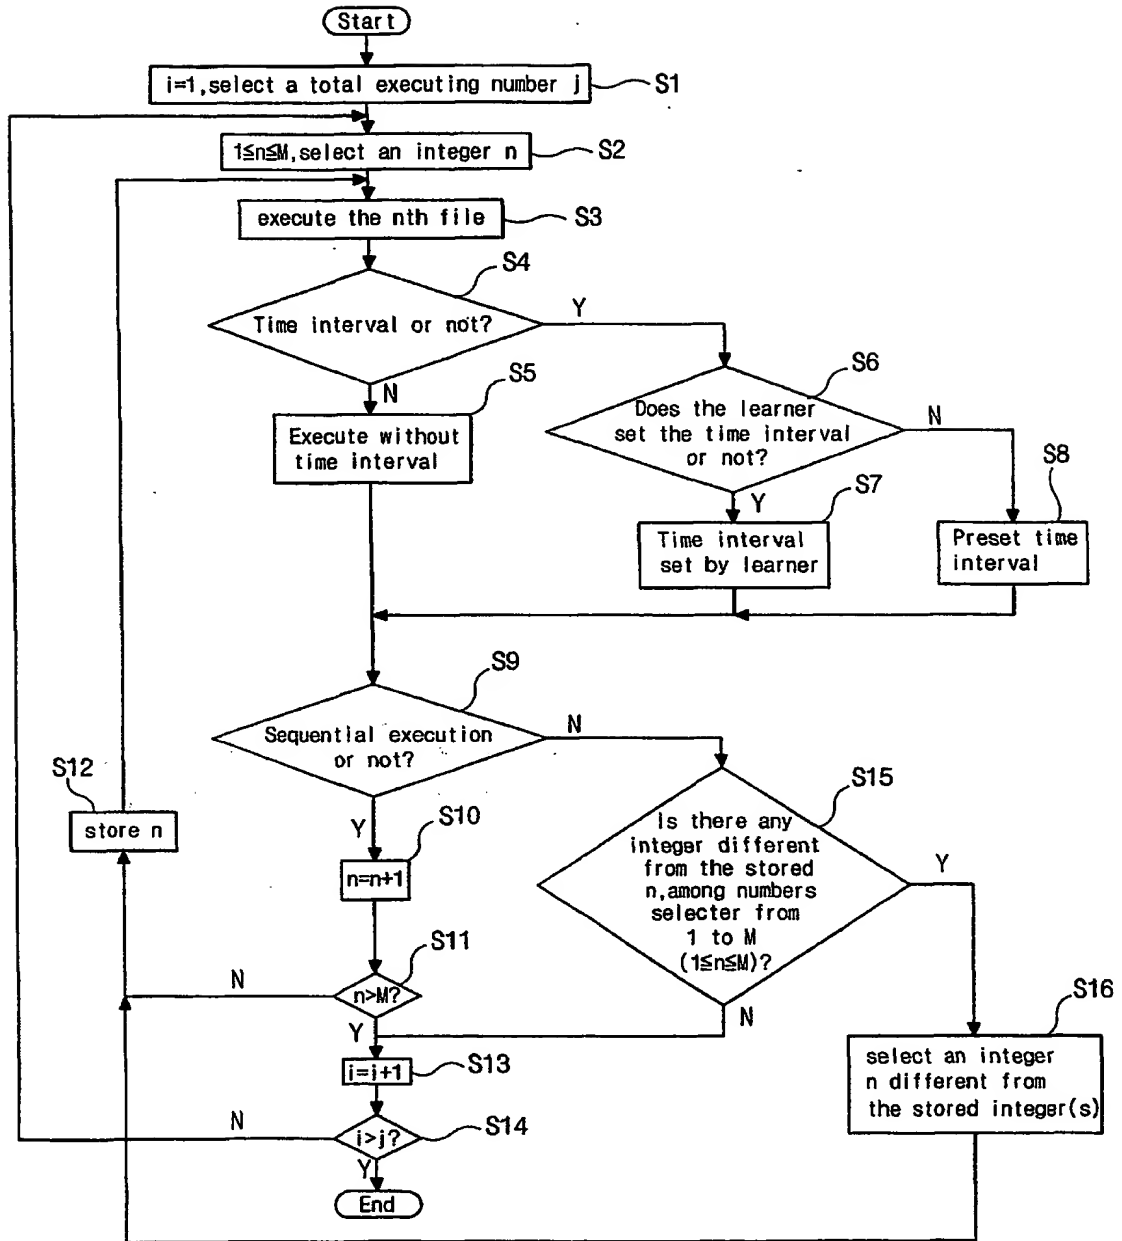 Start
i=1,select a total executing number j
S1
1≦n≦M,select an integer n
S2
execute the nth file
S3
S4
Time interval or not?
Y
N
S5
Execute without
time interval
S6
Does the learner
set the time interval
or not?
N
Y
S7
Time interval
set by learner
S8
Preset time
interval
S9
Sequential execution
or not?
N
Y
S12
store n
S10
n=n+1
S15
Is there any
integer different
from the stored
n,among numbers
selecter from
1 to M
(1≦n≦M)?
Y
N
S11
n>M?
N
Y
S13
i=i+1
S16
select an integer
n different from
the stored integer(s)
S14
i>j?
N
Y
End